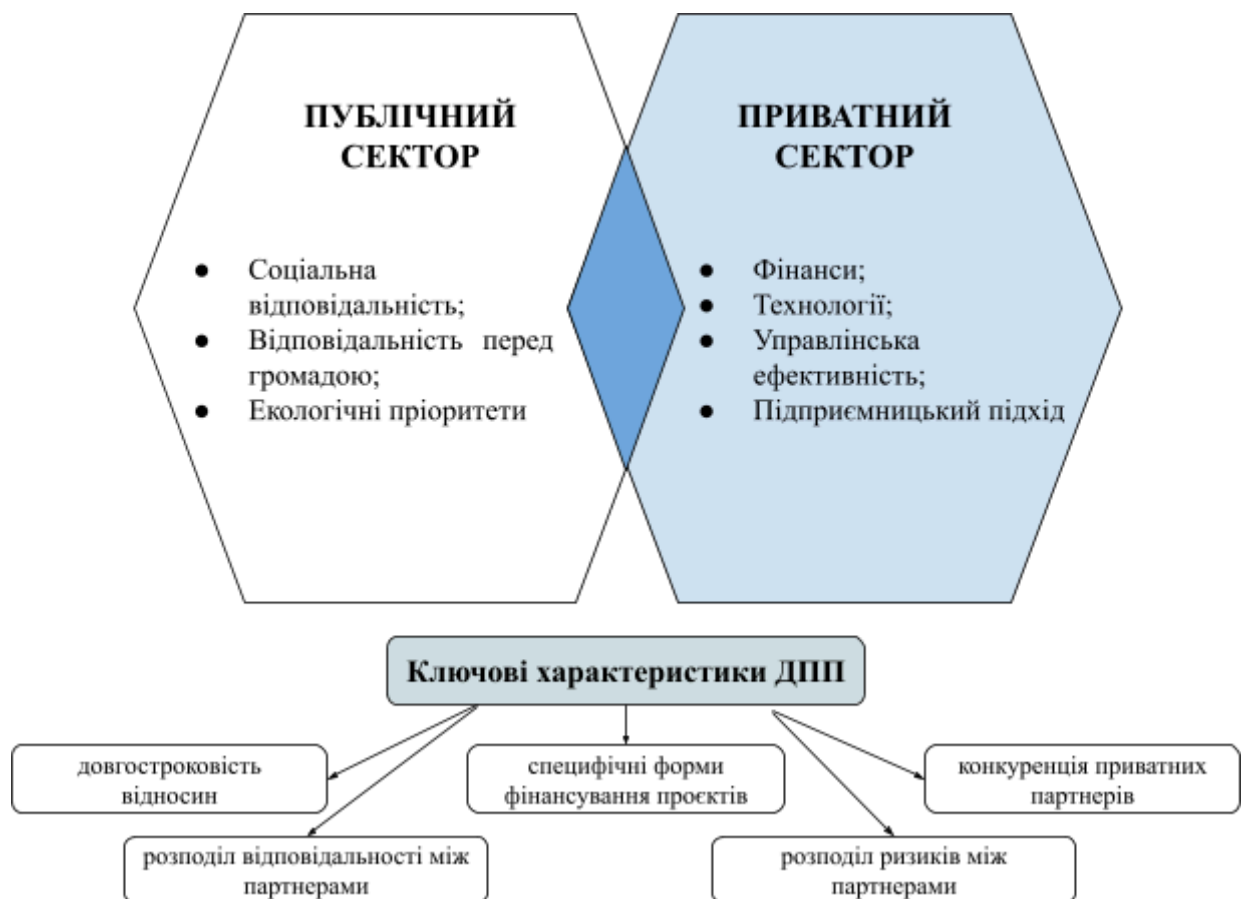 ПУБЛІЧНИЙ
СЕКТОР
● Соціальна
відповідальність;
● Відповідальність перед
громадою;
● Екологічні пріоритети
ПРИВАТНИЙ
СЕКТОР
● Фінанси;
● Технології;
● Управлінська
ефективність;
● Підприємницький підхід
Ключові характеристики ДПП
довгостроковість
відносин
специфічні форми
фінансування проєктів
конкуренція приватних
партнерів
розподіл відповідальності між
партнерами
розподіл ризиків між
партнерами